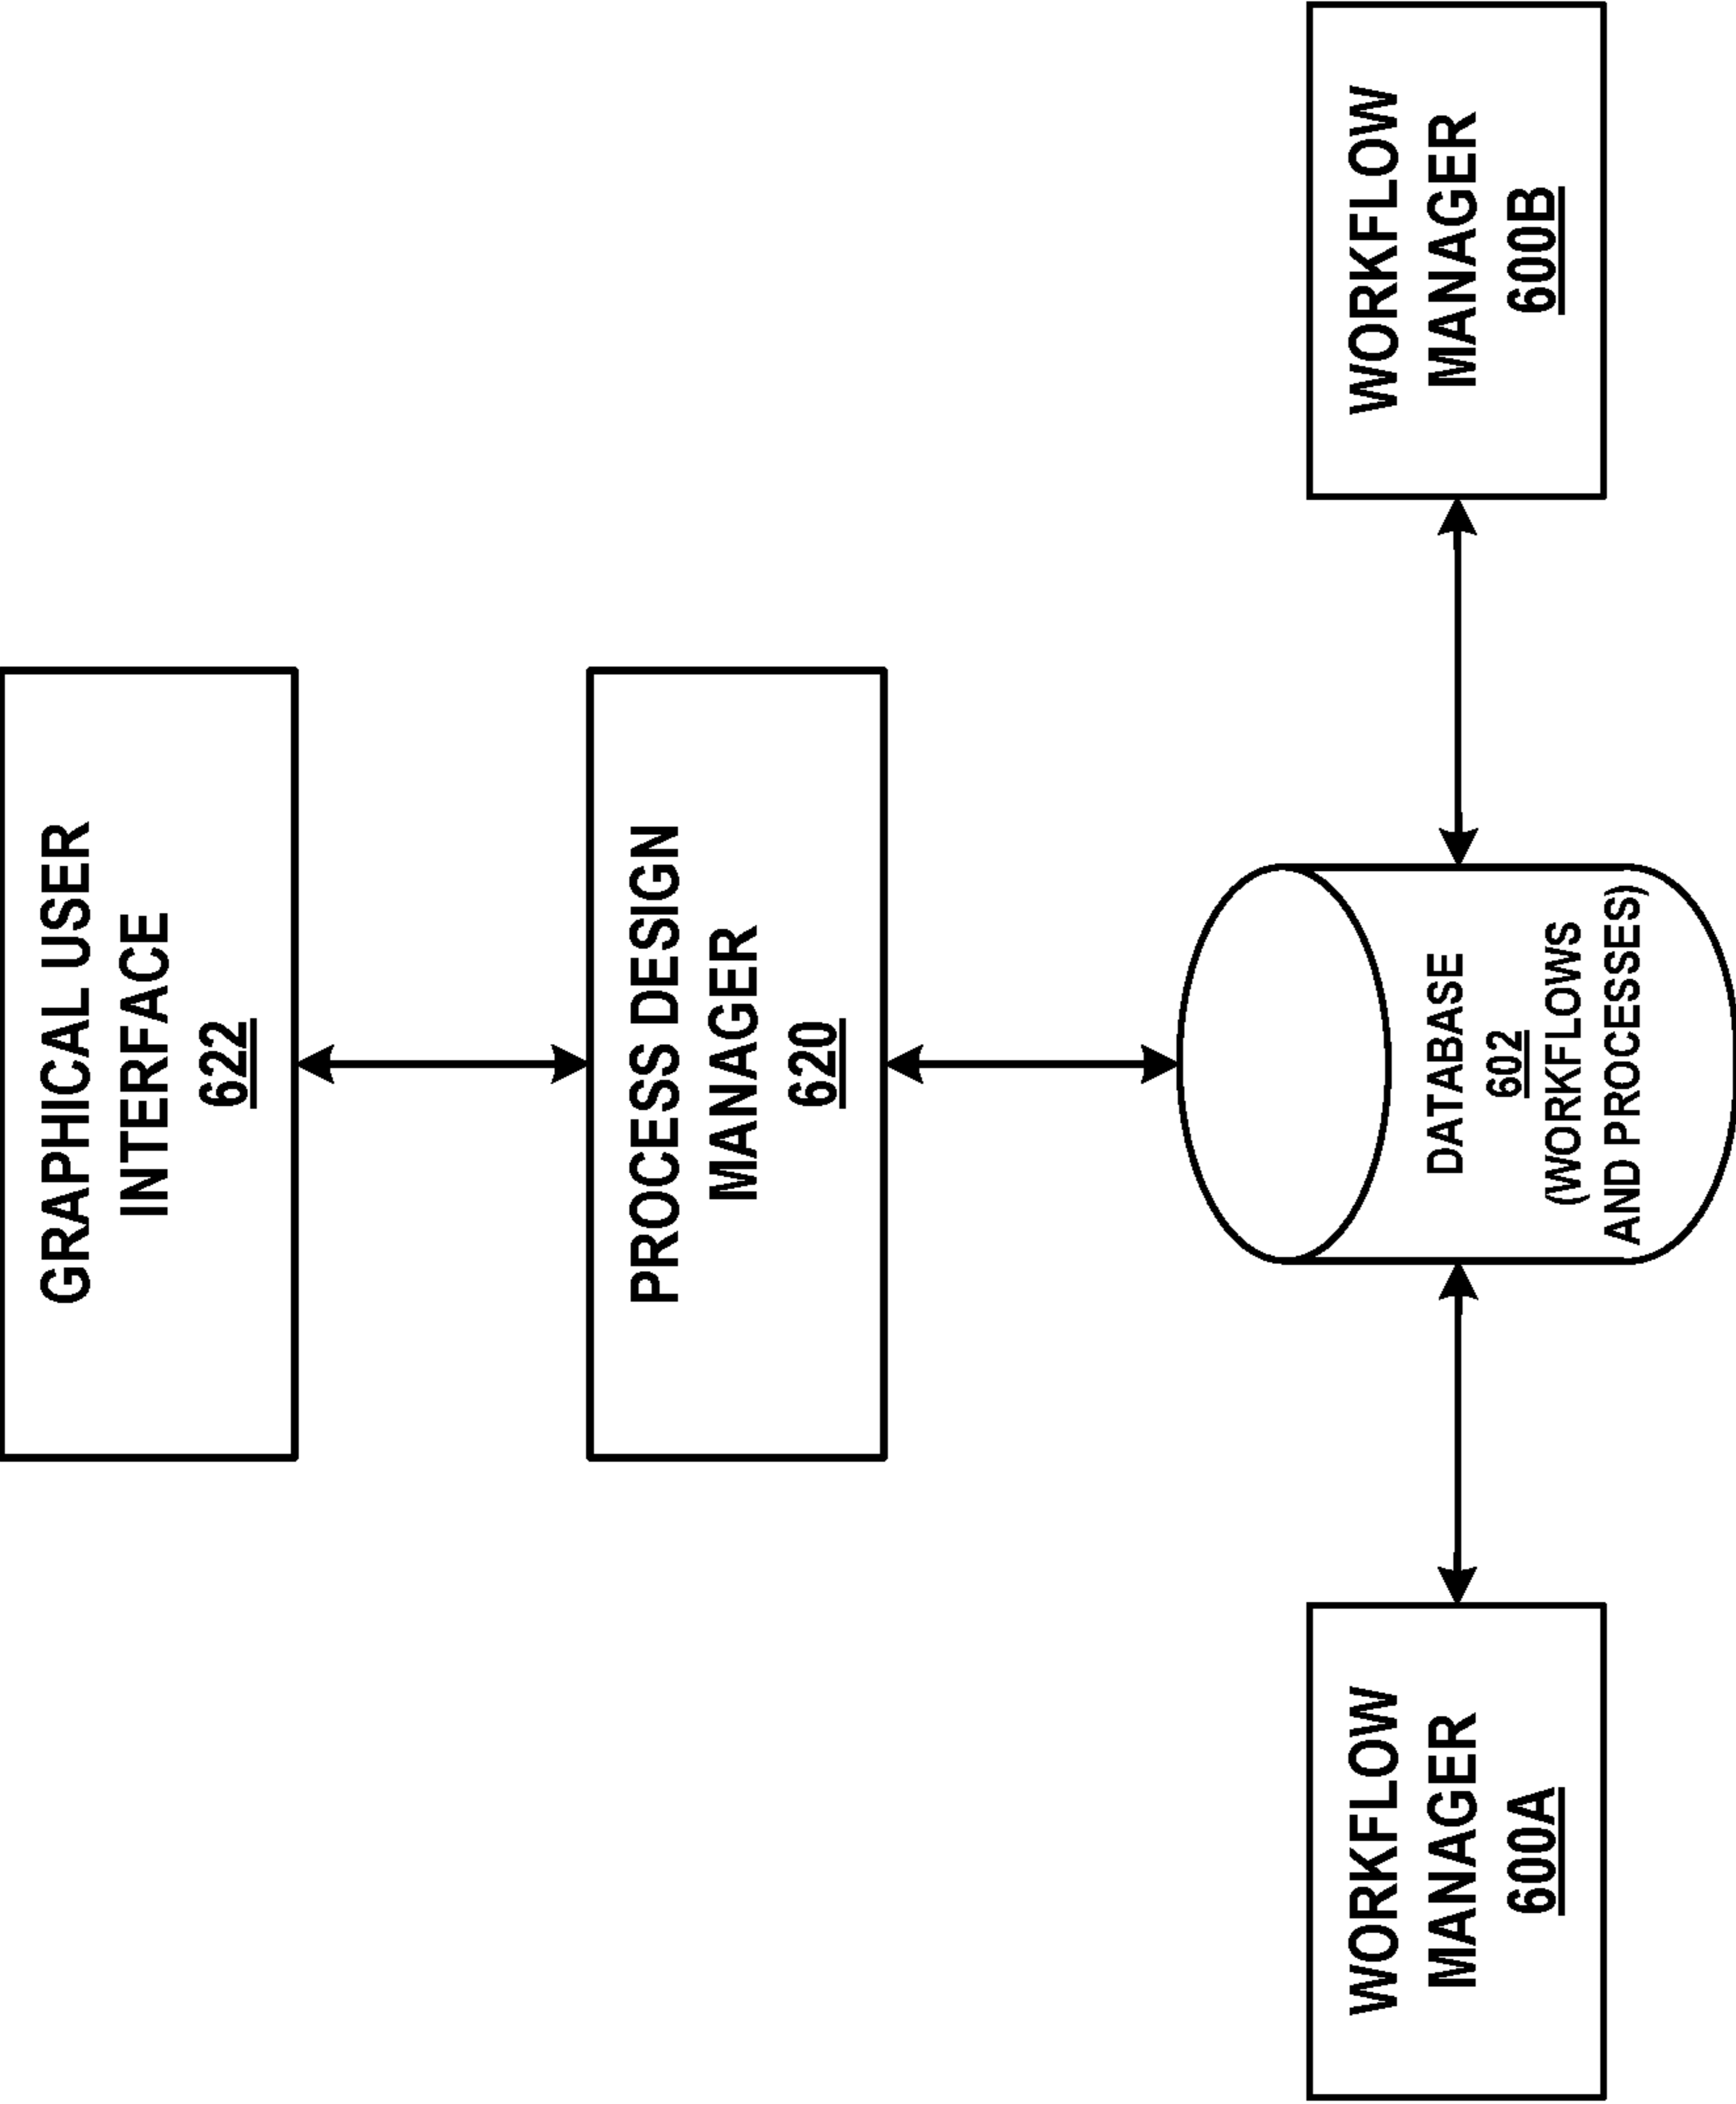 GRAPHICAL USER
INTERFACE
622
PROCESS DESIGN
MANAGER
620
WORKFLOW
MANAGER
600A
DATABASE
602
(WORKFLOWS
AND PROCESSES)
WORKFLOW
MANAGER
600B